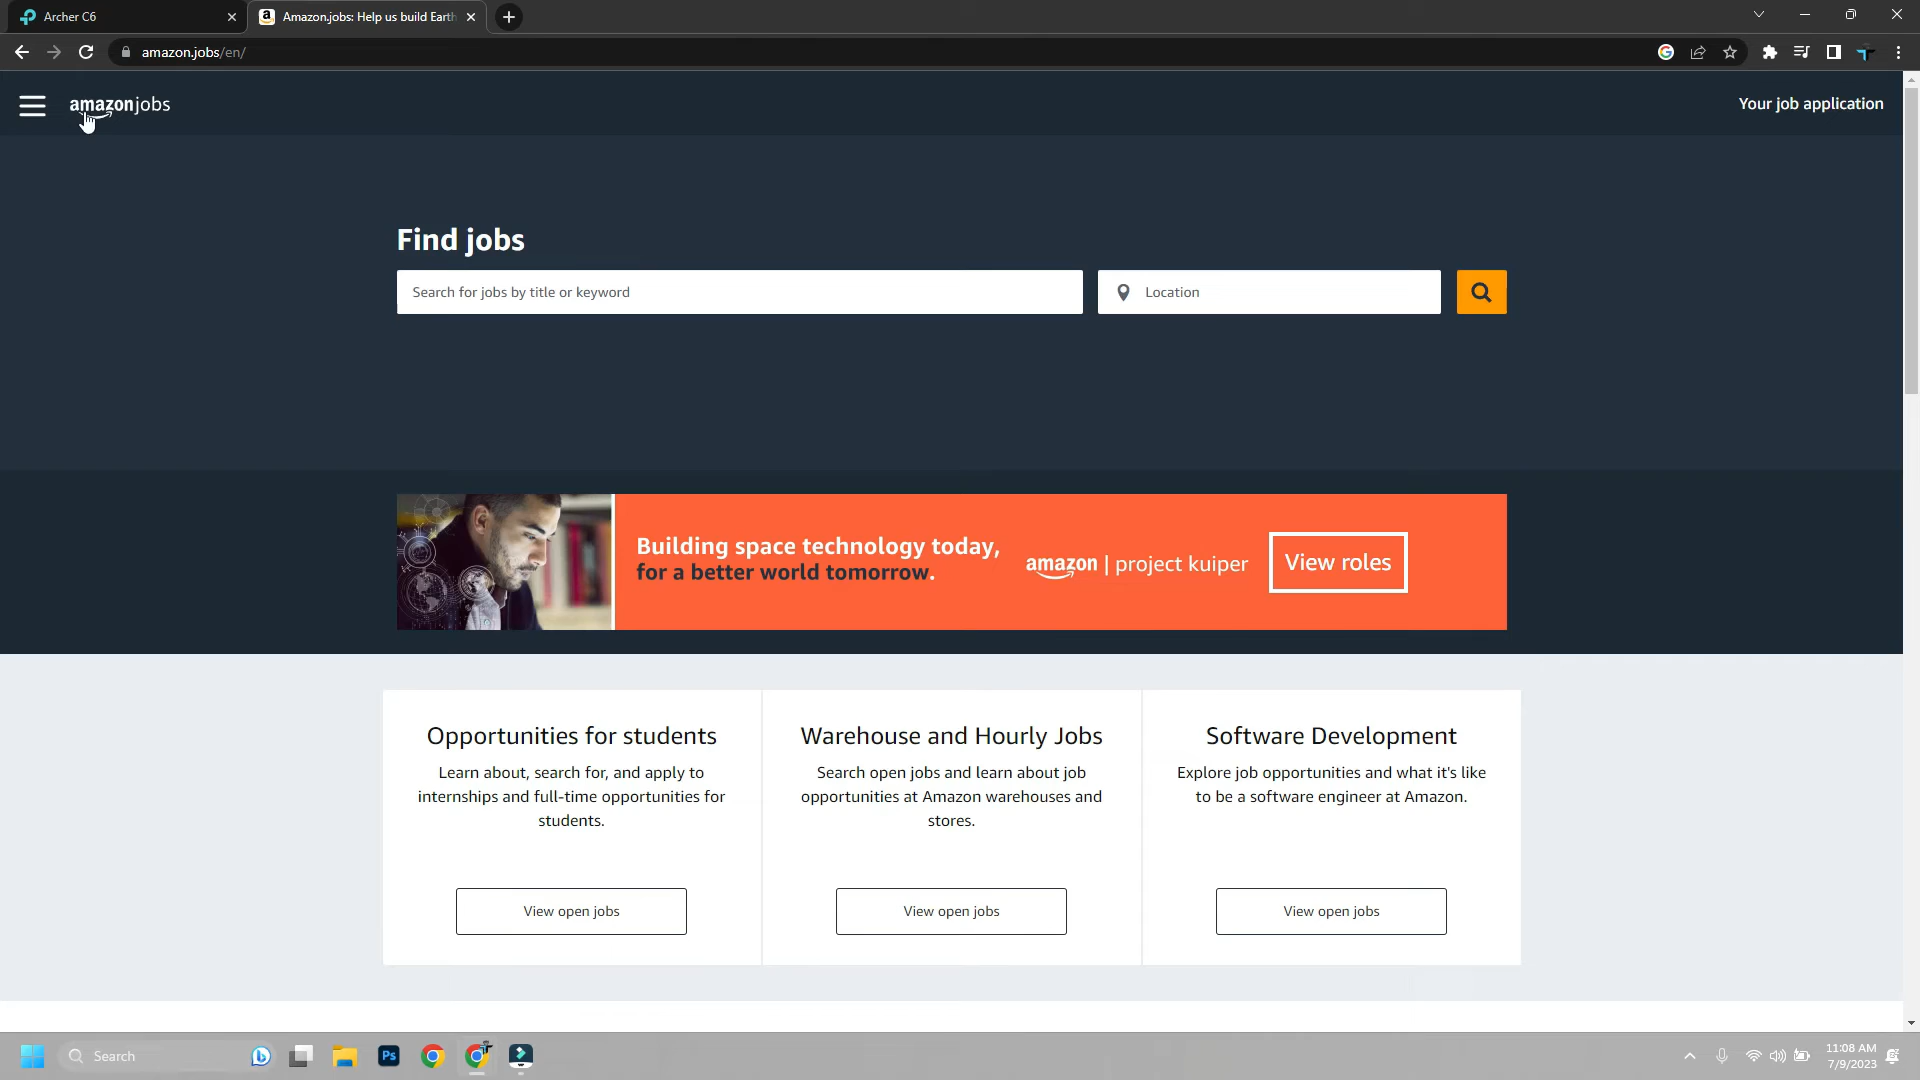 Archer C6
Amazon.jobs: Help us build Earth
amazon.jobs/en/
amazon jobs
Your job application
Find jobs
Search for jobs by title or keyword
Location
Building space technology today,
for a better world tomorrow.
amazon | project kuiper
View roles
Opportunities for students
Learn about, search for, and apply to
internships and full-time opportunities for
students.
View open jobs
Warehouse and Hourly Jobs
Search open jobs and learn about job
opportunities at Amazon warehouses and
stores.
View open jobs
Software Development
Explore job opportunities and what it's like
to be a software engineer at Amazon.
View open jobs
Search
Ps
11:08 AM
7/9/2023